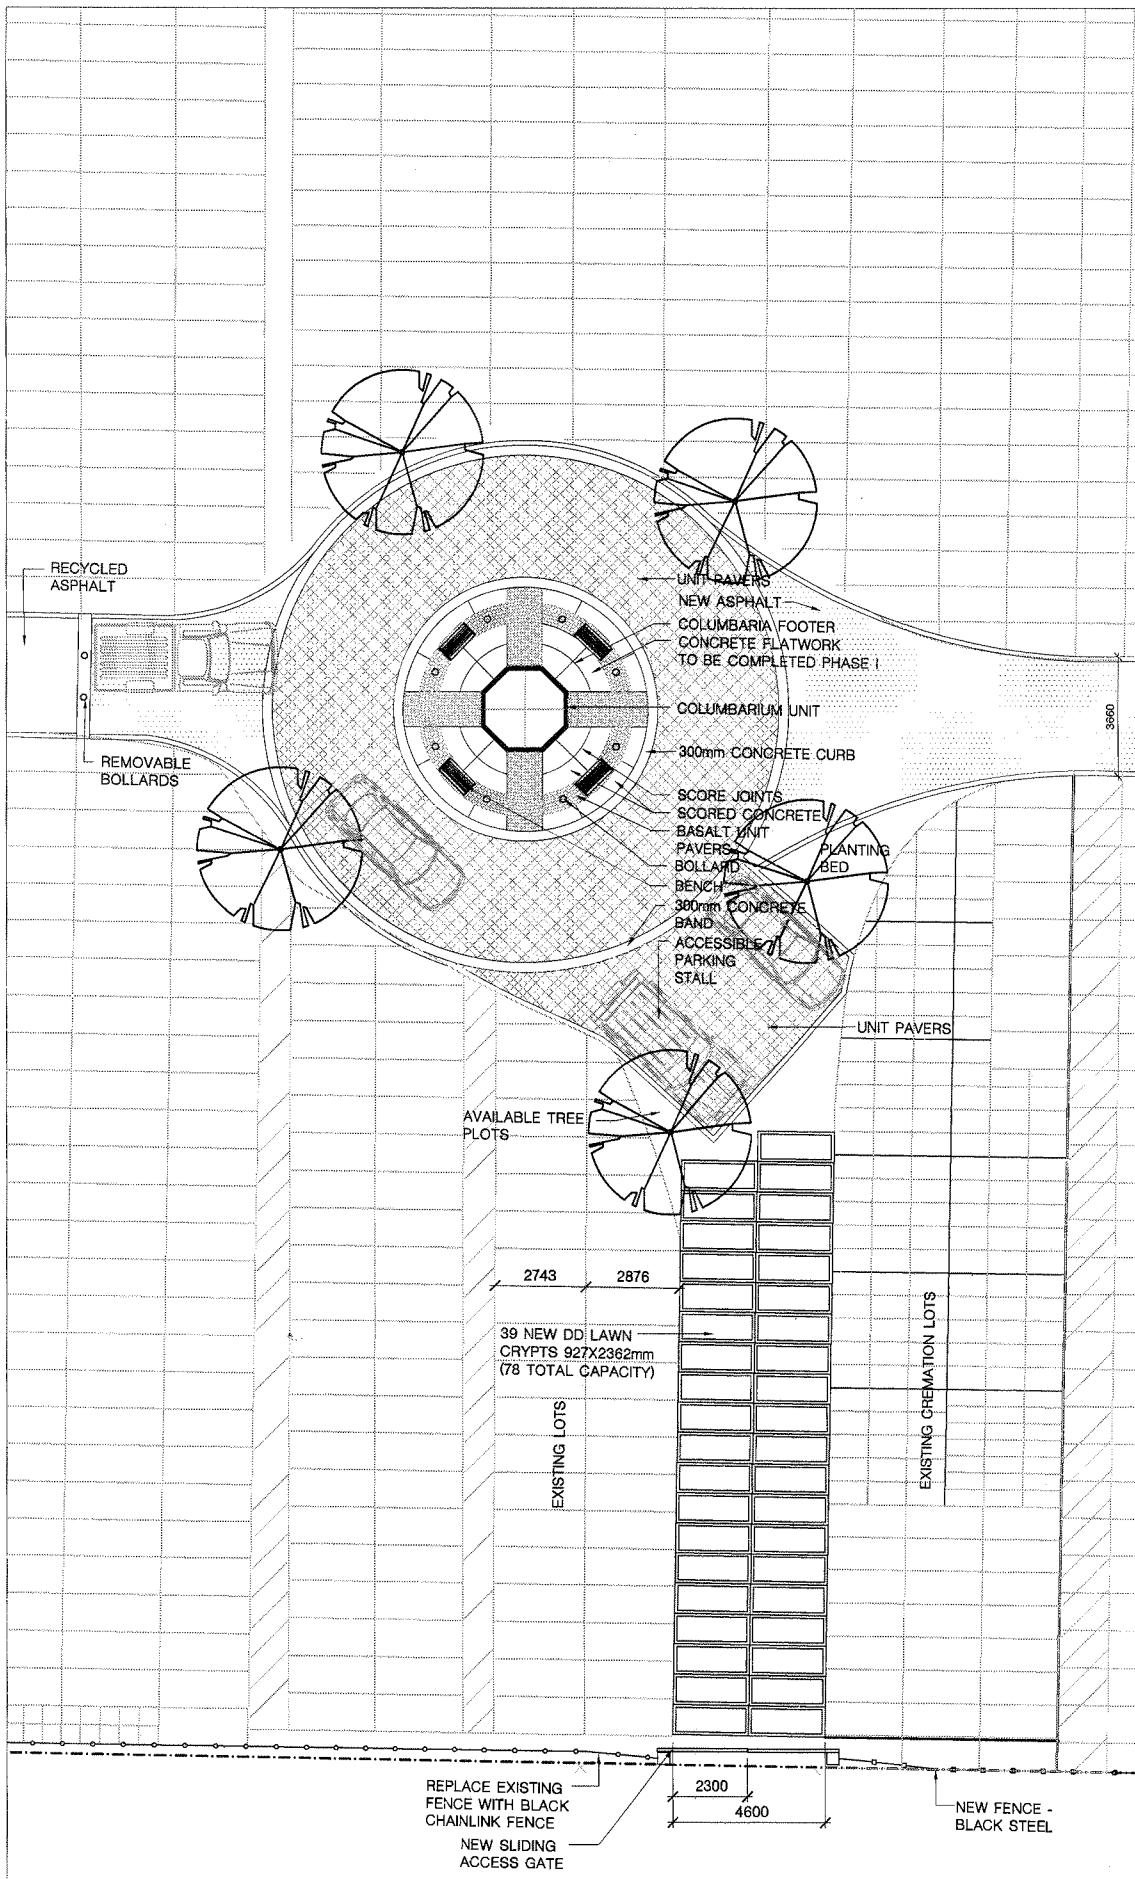 RECYCLED
ASPHALT
UNIT PAVERS
NEW ASPHALT
COLUMBARIA FOOTER
CONCRETE FLATWORK
TO BE COMPLETED PHASE I
COLUMBARIUM UNIT
3660
300mm CONCRETE CURB
REMOVABLE
BOLLARDS
SCORE JOINTS
SCORED CONCRETE
BASALT UNIT
PAVERS
BOLLARD
PLANTING
BED
BENCH
300mm CONCRETE
BAND
ACCESSIBLE
PARKING
STALL
UNIT PAVERS
AVAILABLE TREE
PLOTS
2743
2876
39 NEW DD LAWN
CRYPTS 927X2362mm
(78 TOTAL CAPACITY)
EXISTING LOTS
EXISTING CREMATION LOTS
REPLACE EXISTING
FENCE WITH BLACK
CHAINLINK FENCE
NEW SLIDING
ACCESS GATE
2300
4600
NEW FENCE -
BLACK STEEL